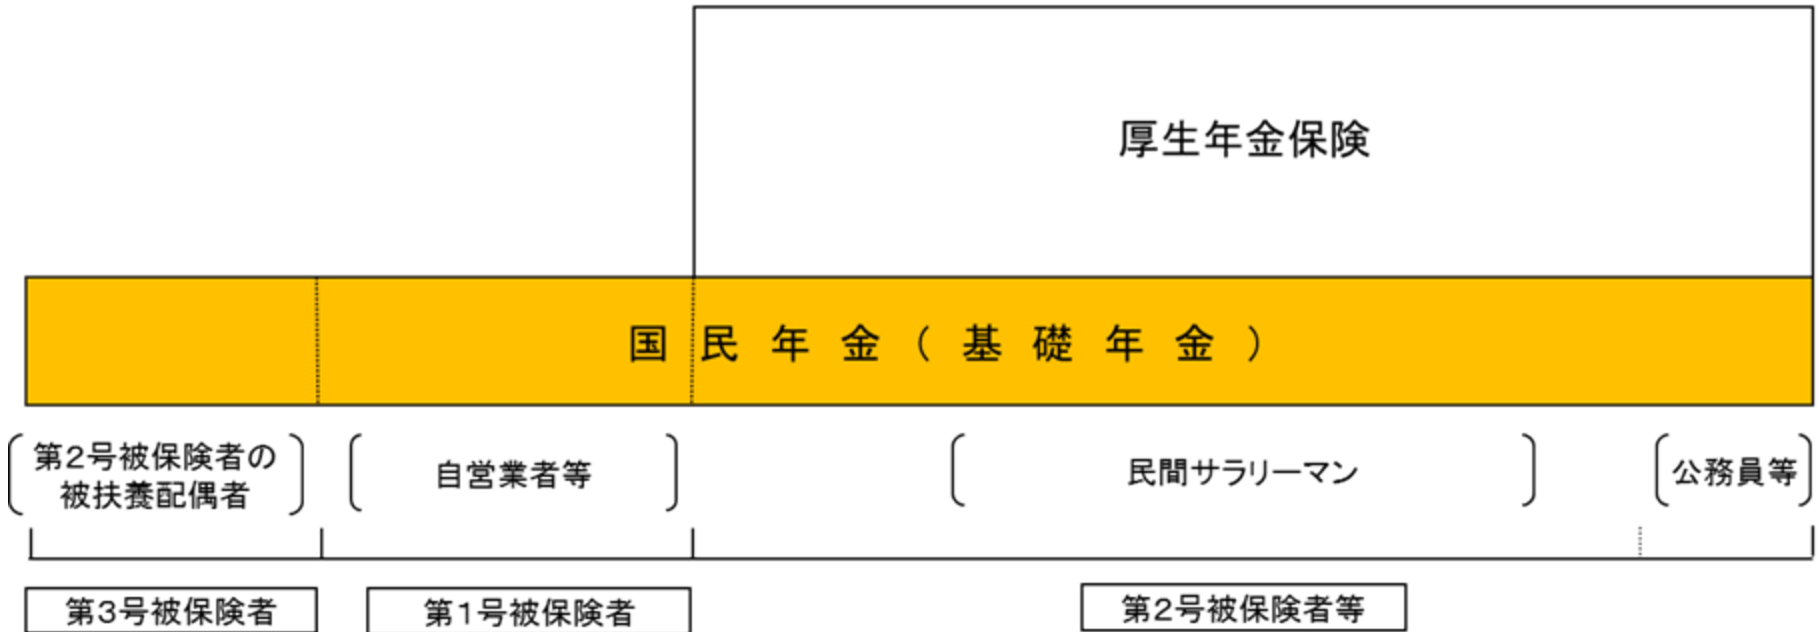 厚生年金保険
国民年金(基礎年金)
第2号被保険者の
被扶養配偶者
自営業者等
民間サラリーマン
公務員等
第3号被保険者
第1号被保険者
第2号被保険者等